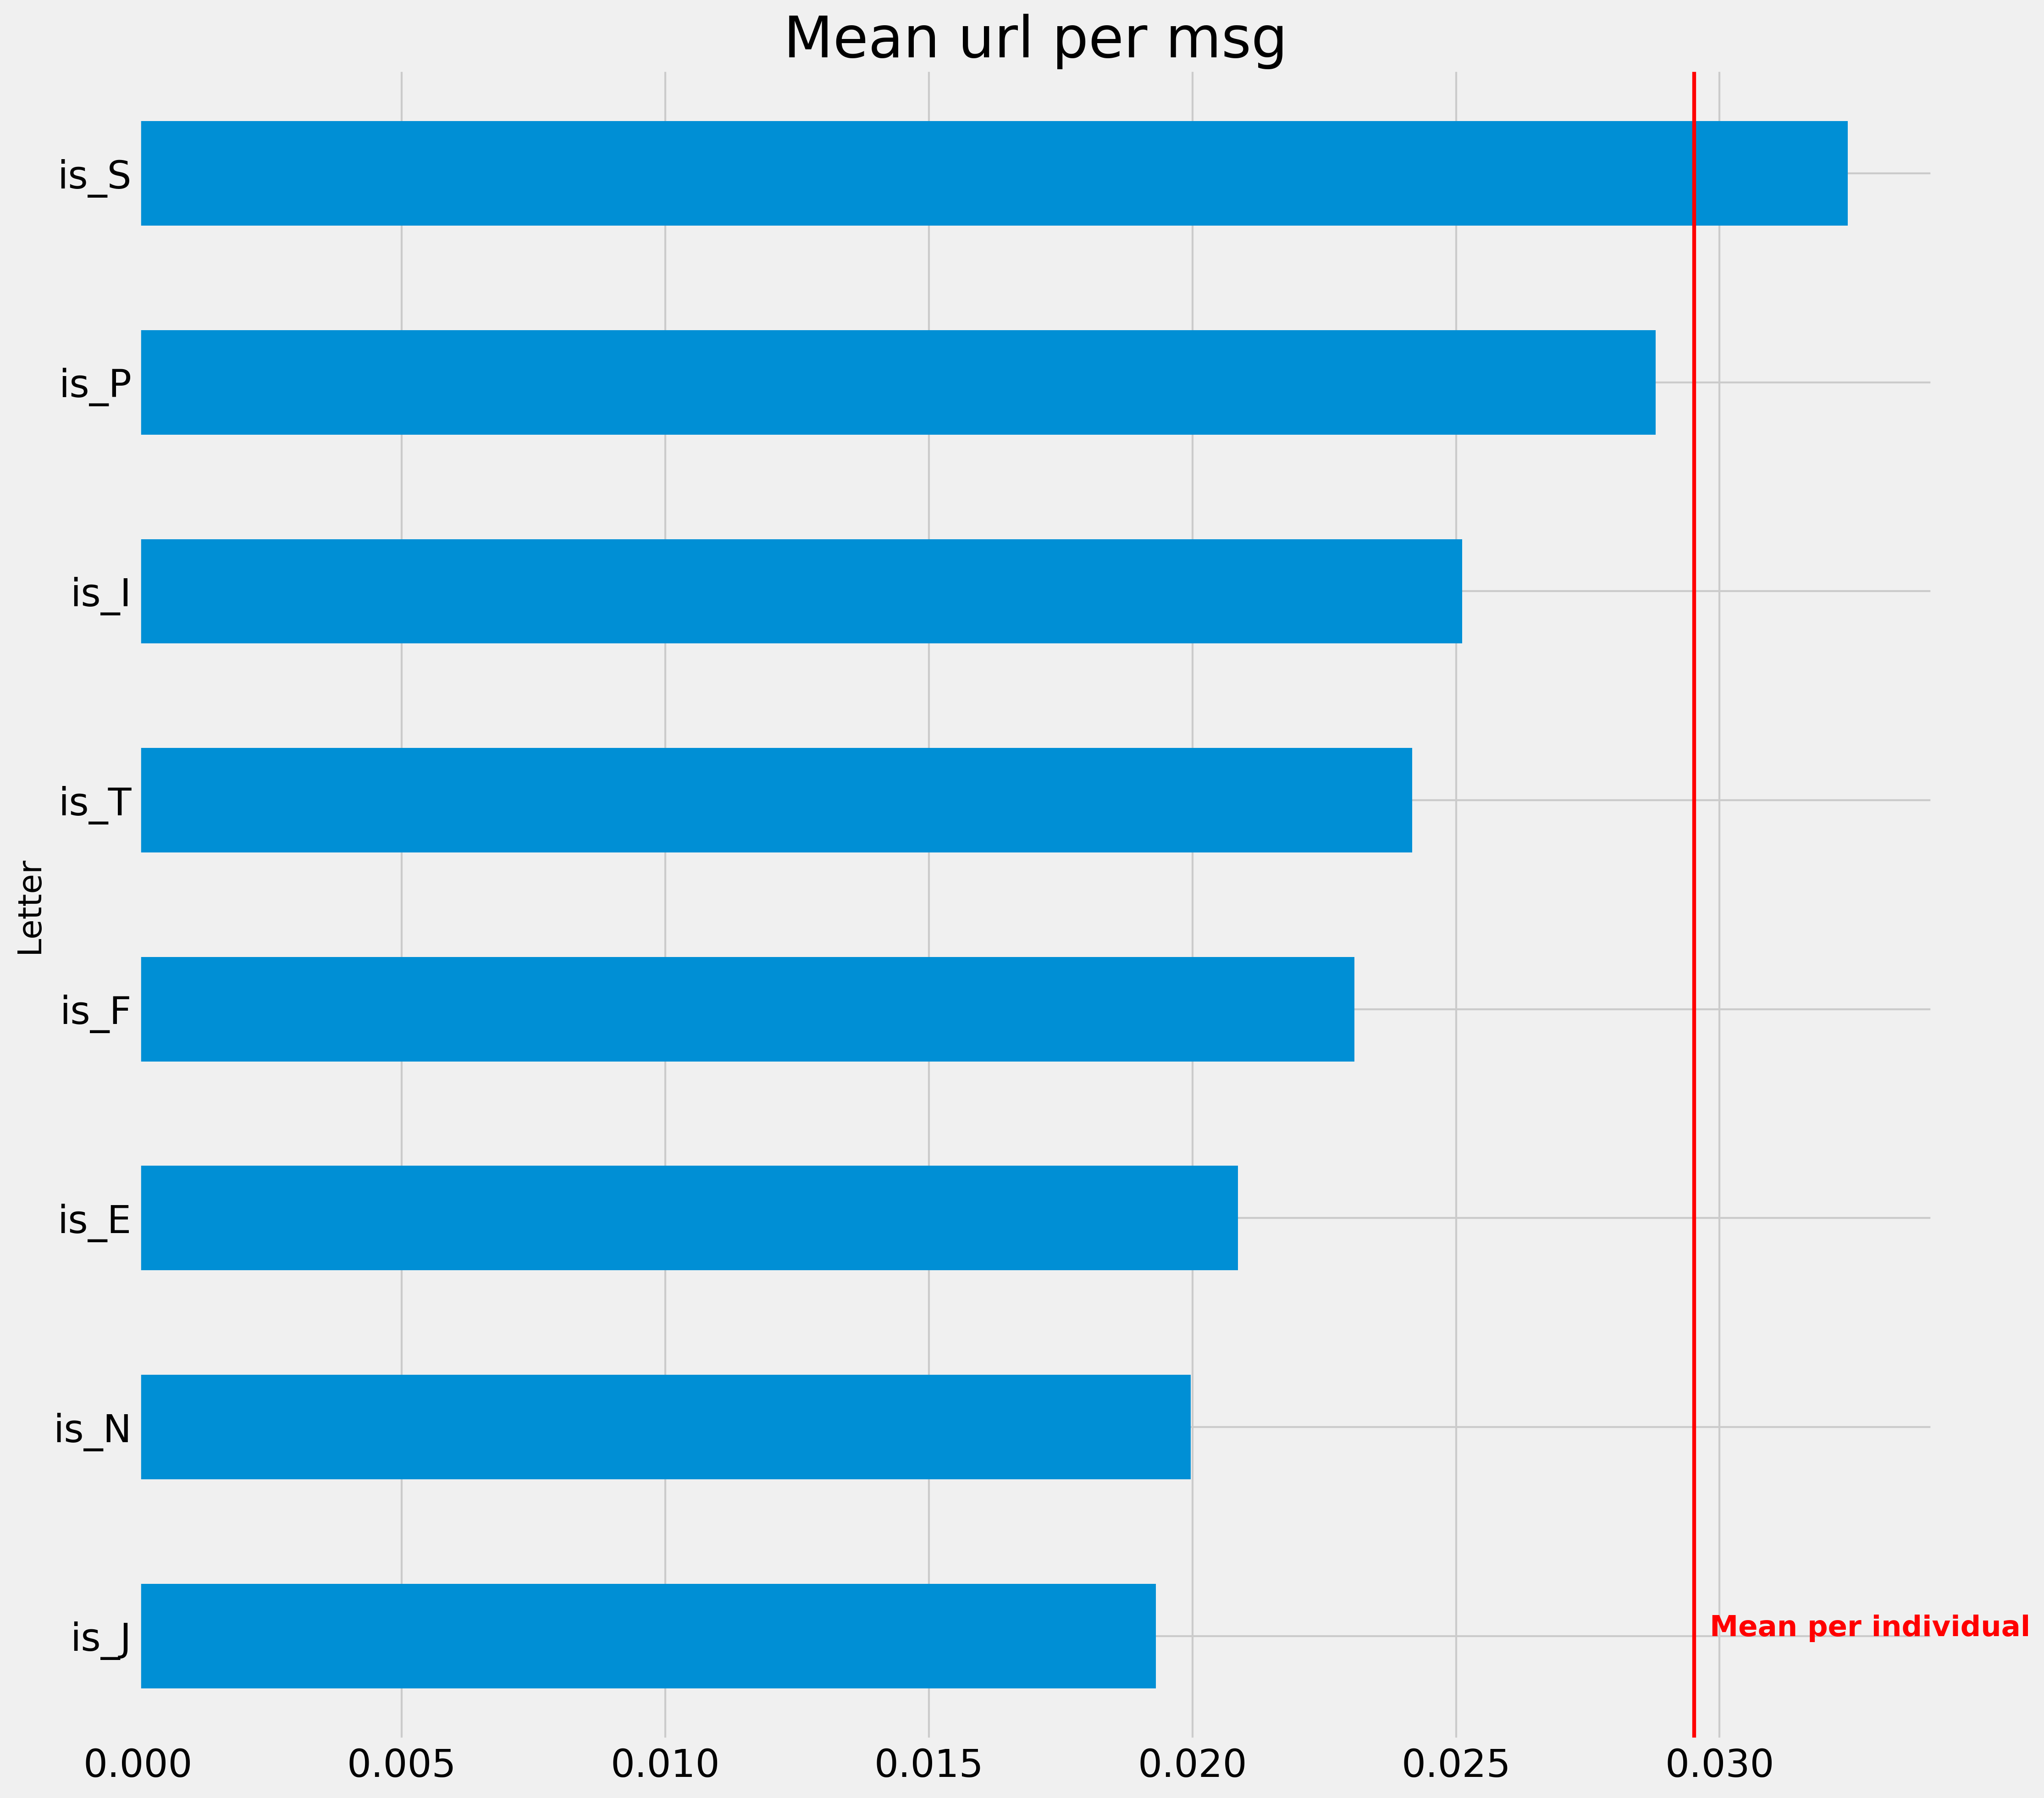 Mean url per msg
is_S
is_P
is_I
is_T
is_F
is_E
is_N
is_J
Letter
Mean per individual
0.000 0.005 0.010 0.015 0.020 0.025 0.030